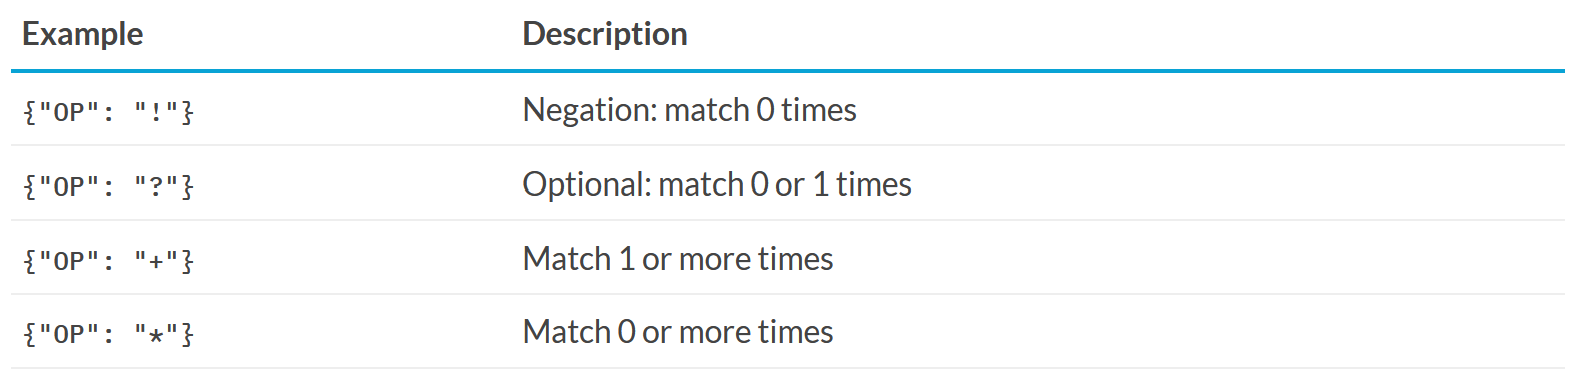 Example Description
{"OP": "!"} Negation: match 0 times
{"OP": "?"} Optional: match 0 or 1 times
{"OP": "+"} Match 1 or more times
{"OP": "*"} Match 0 or more times